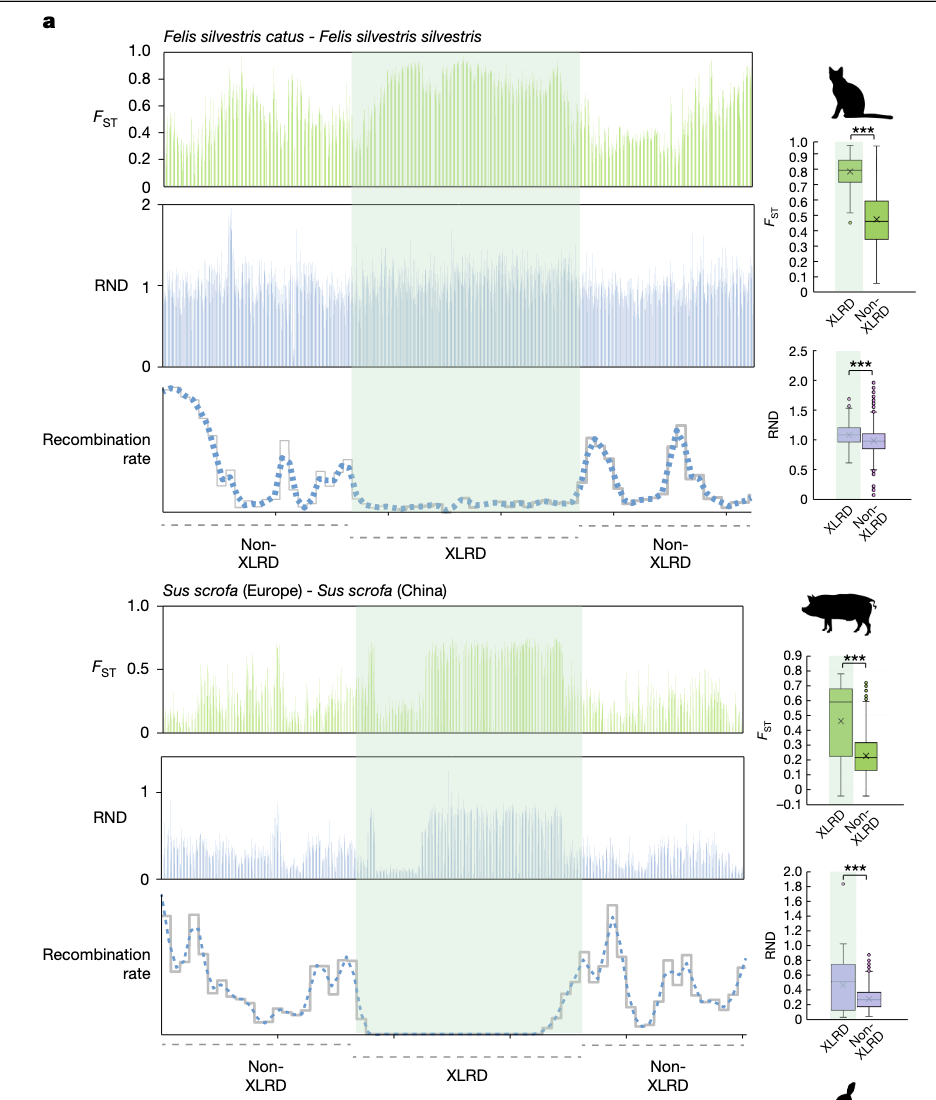 a
Felis silvestris catus - Felis silvestris silvestris
1.0
0.8
0.6
0.4
0.2
0
FST
2
1
0
RND
Recombination
rate
Non-
XLRD
XLRD
Non-
XLRD
***
1.0
0.9
0.8
0.7
0.6
0.5
0.4
0.3
0.2
0.1
0
FST
XLRD
Non-
XLRD
***
2.5
2.0
1.5
1.0
0.5
0
RND
XLRD
Non-
XLRD
Sus scrofa (Europe) - Sus scrofa (China)
1.0
0.5
0
FST
1
0
RND
Recombination
rate
Non-
XLRD
XLRD
Non-
XLRD
***
0.9
0.8
0.7
0.6
0.5
0.4
0.3
0.2
0.1
0
–0.1
FST
XLRD
Non-
XLRD
***
2.0
1.8
1.6
1.4
1.2
1.0
0.8
0.6
0.4
0.2
0
RND
XLRD
Non-
XLRD